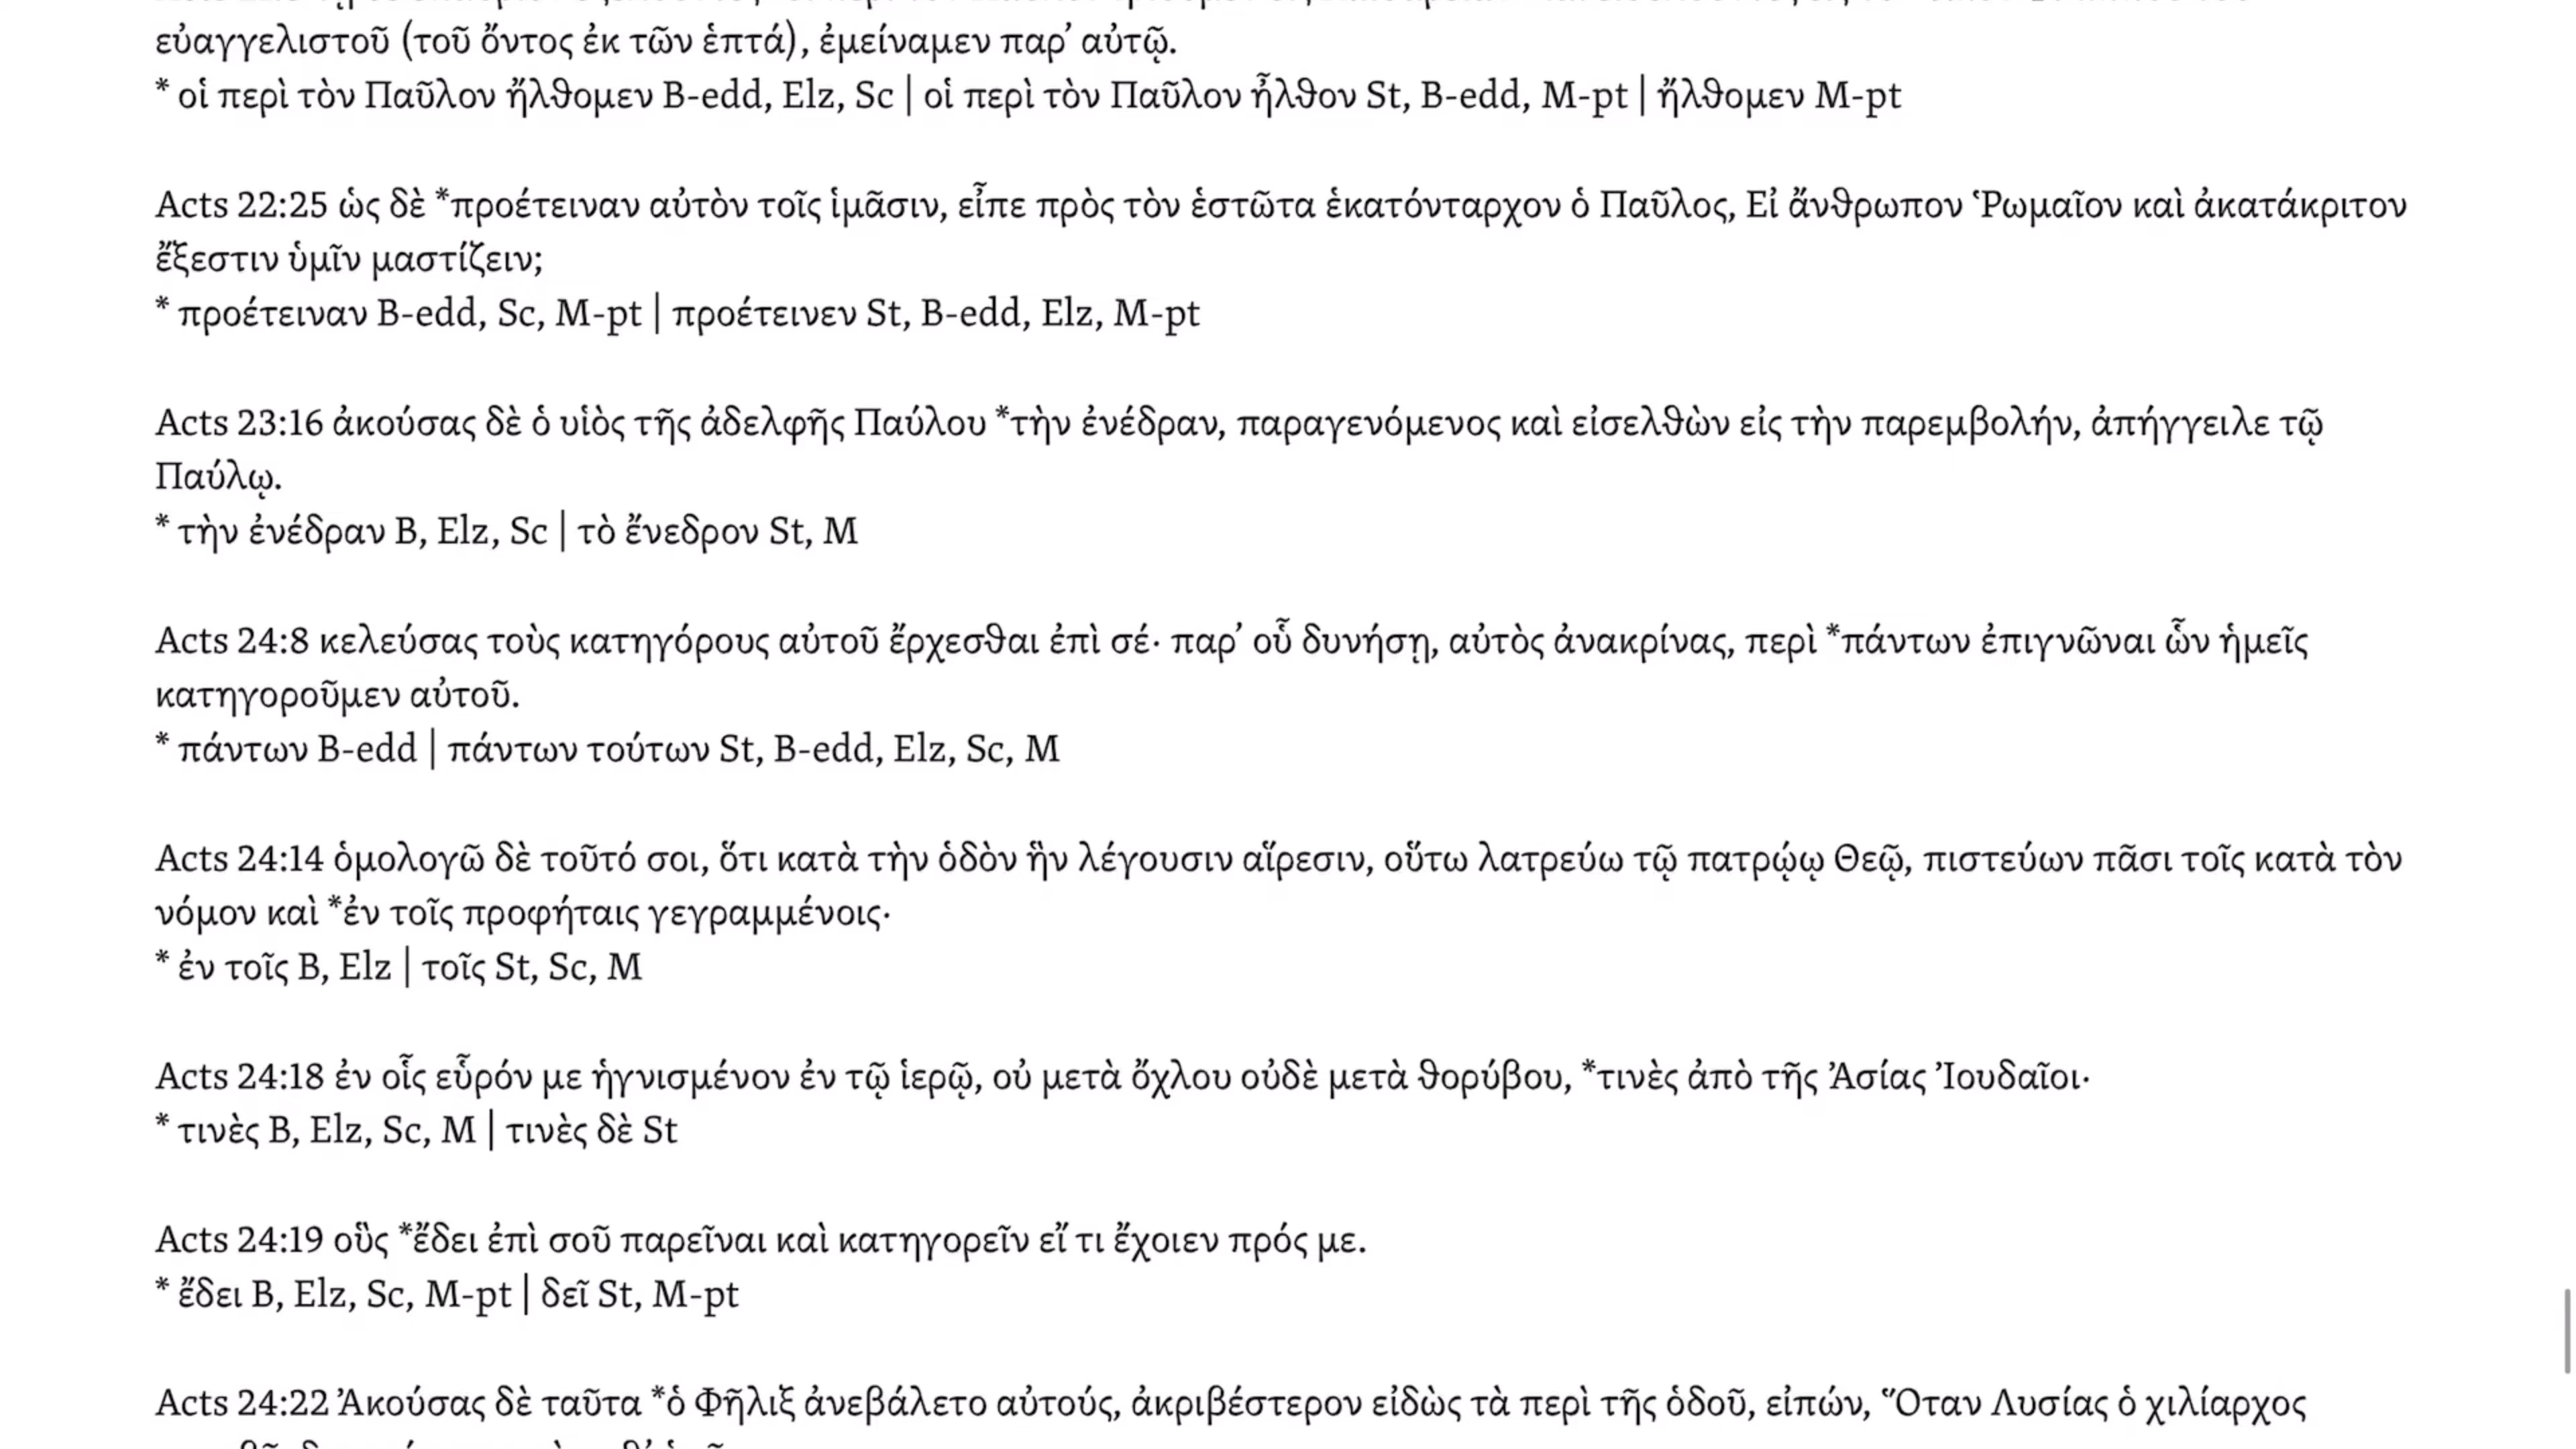 εὐαγγελιστοῦ (τοῦ ὄντος ἐκ τῶν ἑπτά), ἐμείναμεν παρ’ αὐτῷ.
* οἱ περὶ τὸν Παῦλον ἤλθομεν B-edd, Elz, Sc | οἱ περὶ τὸν Παῦλον ἦλθον St, B-edd, M-pt | ἤλθομεν M-pt
Acts 22:25 ὡς δὲ *προέτειναν αὐτὸν τοῖς ἱμᾶσιν, εἶπε πρὸς τὸν ἑστῶτα ἑκατόνταρχον ὁ Παῦλος, Εἰ ἄνθρωπον Ῥωμαῖον καὶ ἀκατάκριτον
ἔξεστιν ὑμῖν μαστίζειν;
* προέτειναν B-edd, Sc, M-pt | προέτεινεν St, B-edd, Elz, M-pt
Acts 23:16 ἀκούσας δὲ ὁ υἱὸς τῆς ἀδελφῆς Παύλου *τὴν ἐνέδραν, παραγενόμενος καὶ εἰσελθὼν εἰς τὴν παρεμβολήν, ἀπήγγειλε τῷ
Παύλῳ.
* τὴν ἐνέδραν B, Elz, Sc | τὸ ἔνεδρον St, M
Acts 24:8 κελεύσας τοὺς κατηγόρους αὐτοῦ ἔρχεσθαι ἐπὶ σέ· παρ’ οὗ δυνήσῃ, αὐτὸς ἀνακρίνας, περὶ *πάντων ἐπιγνῶναι ὧν ἡμεῖς
κατηγοροῦμεν αὐτοῦ.
* πάντων B-edd | πάντων τούτων St, B-edd, Elz, Sc, M
Acts 24:14 ὁμολογῶ δὲ τοῦτό σοι, ὅτι κατὰ τὴν ὁδὸν ἣν λέγουσιν αἵρεσιν, οὕτω λατρεύω τῷ πατρῴῳ Θεῷ, πιστεύων πᾶσι τοῖς κατὰ τὸν
νόμον καὶ *ἐν τοῖς προφήταις γεγραμμένοις·
* ἐν τοῖς B, Elz | τοῖς St, Sc, M
Acts 24:18 ἐν οἷς εὗρόν με ἡγνισμένον ἐν τῷ ἱερῷ, οὐ μετὰ ὄχλου οὐδὲ μετὰ θορύβου, *τινὲς ἀπὸ τῆς Ἀσίας Ἰουδαῖοι·
* τινὲς B, Elz, Sc, M | τινὲς δὲ St
Acts 24:19 οὓς *ἔδει ἐπὶ σοῦ παρεῖναι καὶ κατηγορεῖν εἴ τι ἔχοιεν πρός με.
* ἔδει B, Elz, Sc, M-pt | δεῖ St, M-pt
Acts 24:22 Ἀκούσας δὲ ταῦτα *ὁ Φῆλιξ ἀνεβάλετο αὐτούς, ἀκριβέστερον εἰδὼς τὰ περὶ τῆς ὁδοῦ, εἰπών, Ὅταν Λυσίας ὁ χιλίαρχος